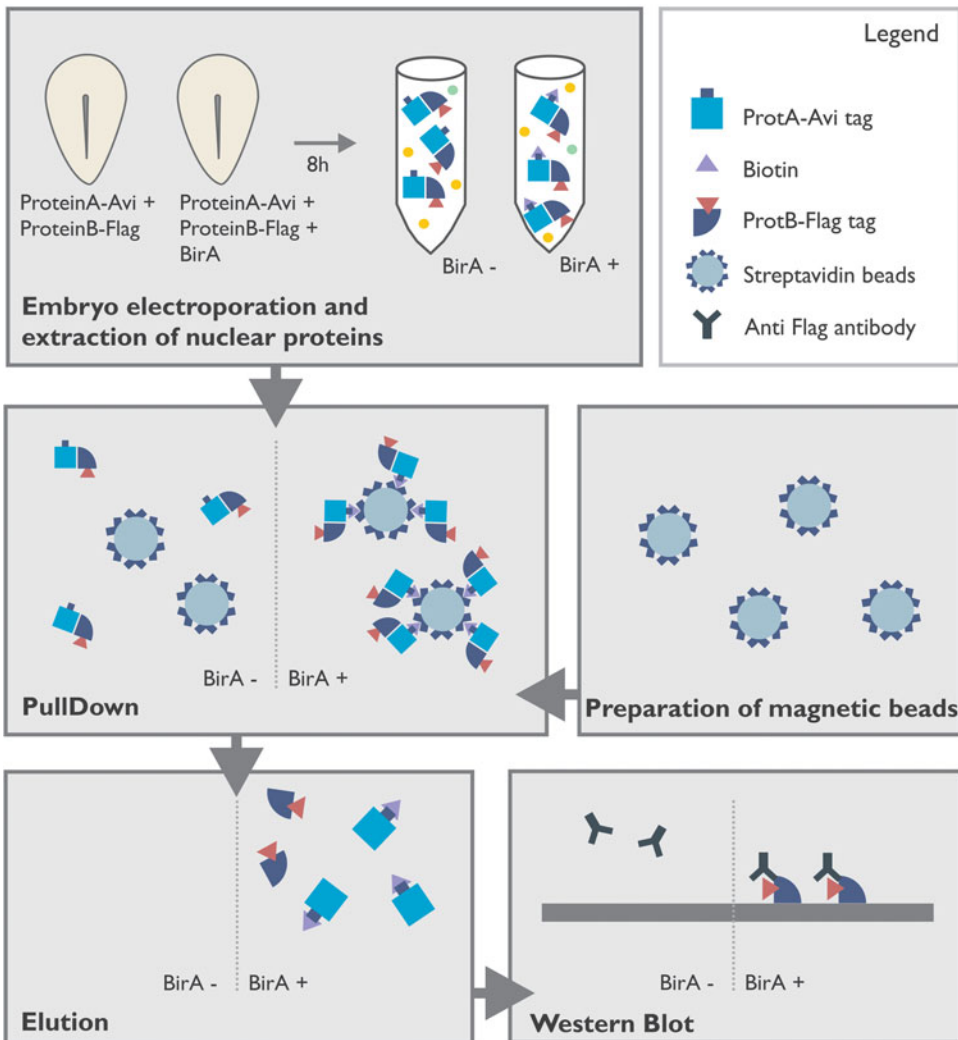 ProteinA-Avi +
ProteinB-Flag
ProteinA-Avi +
ProteinB-Flag +
BirA
8h
BirA -
BirA +
Embryo electroporation and
extraction of nuclear proteins
Legend
ProtA-Avi tag
Biotin
ProtB-Flag tag
Streptavidin beads
Anti Flag antibody
BirA -
BirA +
PullDown
Preparation of magnetic beads
BirA -
BirA +
Elution
BirA -
BirA +
Western Blot